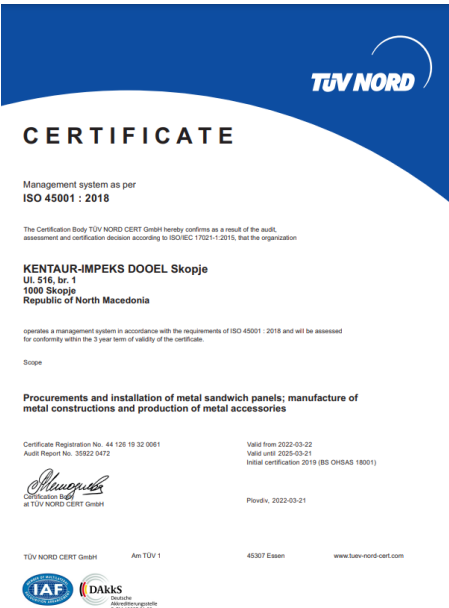 TÜV NORD
CERTIFICATE
Management system as per
ISO 45001 : 2018
The Certification Body TÜV NORD CERT GmbH hereby confirms as a result of the audit,
assessment and certification decision according to ISO/IEC 17021-1:2015, that the organization
KENTAUR-IMPEKS DOOEL Skopje
Ul. 516, br. 1
1000 Skopje
Republic of North Macedonia
operates a management system in accordance with the requirements of ISO 45001 : 2018 and will be assessed
for conformity within the 3 year term of validity of the certificate.
Scope
Procurements and installation of metal sandwich panels; manufacture of
metal constructions and production of metal accessories
Certificate Registration No. 44 126 19 32 0061
Audit Report No. 35922 0472
Valid from 2022-03-22
Valid until 2025-03-21
Initial certification 2019 (BS OHSAS 18001)
Certification Body
at TÜV NORD CERT GmbH
Plovdiv, 2022-03-21
TÜV NORD CERT GmbH Am TÜV 1 45307 Essen www.tuev-nord-cert.com
IAF
DAkkS
Deutsche
Akkreditierungsstelle